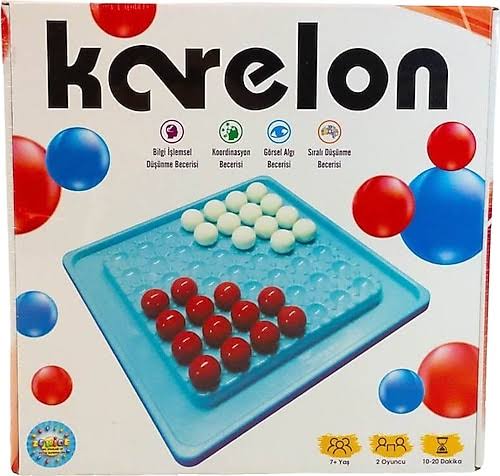 karelon
Bilgi İşlemsel
Düşünme Becerisi
Koordinasyon
Becerisi
Görsel Algı
Becerisi
Sıralı Düşünme
Becerisi
7+ Yaş
2 Oyuncu
10-20 Dakika